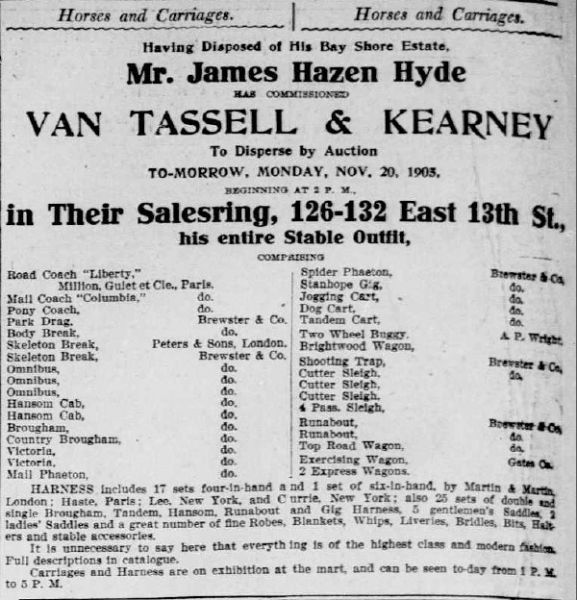 Horses and Carriages.
Horses and Carriages.
Having Disposed of His Bay Shore Estate,
Mr. James Hazen Hyde
HAS COMMISSIONED
VAN TASSELL & KEARNEY
To Disperse by Auction
TO-MORROW, MONDAY, NOV. 20, 1905,
BEGINNING AT 2 P. M.,
in Their Salesring, 126-132 East 13th St.,
his entire Stable Outfit,
COMPRISING
Road Coach "Liberty,"
Million, Guiet et Cie., Paris.
Mail Coach "Columbia," do.
Pony Coach, do.
Park Drag, Brewster & Co.
Body Break, do.
Skeleton Break, Peters & Sons, London.
Skeleton Break, Brewster & Co.
Omnibus, do.
Omnibus, do.
Omnibus, do.
Hansom Cab, do.
Hansom Cab, do.
Brougham, do.
Country Brougham, do.
Victoria, do.
Victoria, do.
Mail Phaeton, do.
Spider Phaeton, Brewster & Co.
Stanhope Gig, do.
Jogging Cart, do.
Dog Cart, do.
Tandem Cart, do.
Two Wheel Buggy, A. P. Wright.
Brightwood Wagon,
Shooting Trap, Brewster & Co.
Cutter Sleigh, do.
Cutter Sleigh,
Cutter Sleigh,
4 Pass. Sleigh,
Runabout, Brewster & Co.
Runabout, do.
Top Road Wagon, do.
Exercising Wagon, Gates Co.
2 Express Wagons.
HARNESS includes 17 sets four-in-hand and 1 set of six-in-hand, by Martin & Martin,
London; Haste, Paris; Lee, New York, and Currie, New York; also 25 sets of double and
single Brougham, Tandem, Hansom, Runabout and Gig Harness, 5 gentlemen's Saddles, 2
ladies' Saddles and a great number of fine Robes, Blankets, Whips, Liveries, Bridles, Bits, Halt-
ers and stable accessories.
It is unnecessary to say here that everything is of the highest class and modern fashion.
Full descriptions in catalogue.
Carriages and Harness are on exhibition at the mart, and can be seen to-day from 1 P. M.
to 5 P. M.